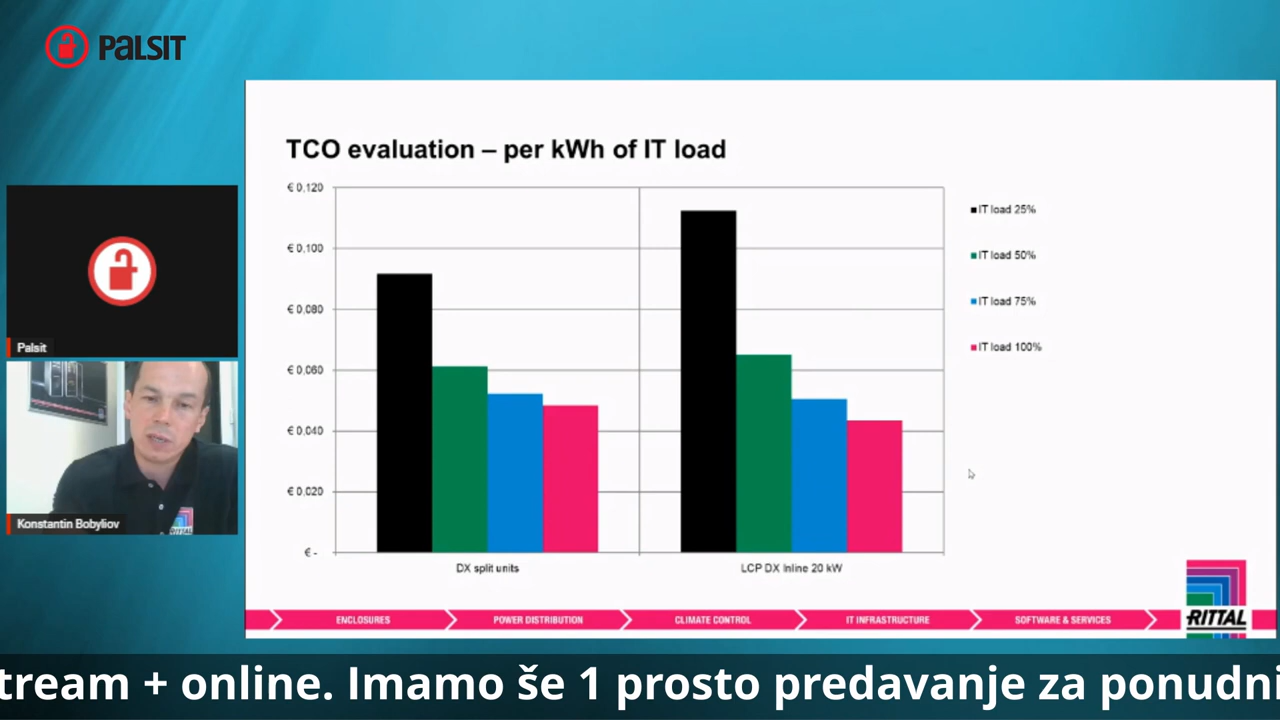 PALSIT
TCO evaluation – per kWh of IT load
€ 0,120
€ 0,100
€ 0,080
€ 0,060
€ 0,040
€ 0,020
€ -
DX split units
LCP DX Inline 20 kW
IT load 25%
IT load 50%
IT load 75%
IT load 100%
Palsit
Konstantin Bobyliov
RITTAL
ENCLOSURES
POWER DISTRIBUTION
CLIMATE CONTROL
IT INFRASTRUCTURE
SOFTWARE & SERVICES
RITTAL
tream + online. Imamo še 1 prosto predavanje za ponudni